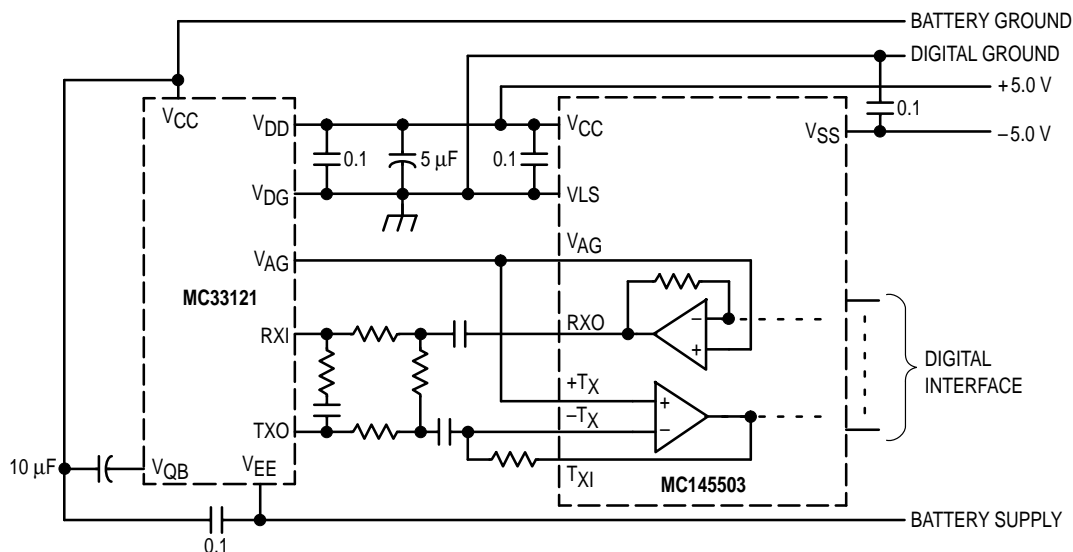 BATTERY GROUND
DIGITAL GROUND
+5.0 V
VCC
VDD
VCC
0.1
VSS
−5.0 V
0.1
5 µF
0.1
VDG
VLS
VAG
VAG
MC33121
RXI
RXO
−
+
DIGITAL
INTERFACE
+TX
+
−TX
−
TXO
10 µF
VQB
VEE
TXI
MC145503
0.1
BATTERY SUPPLY